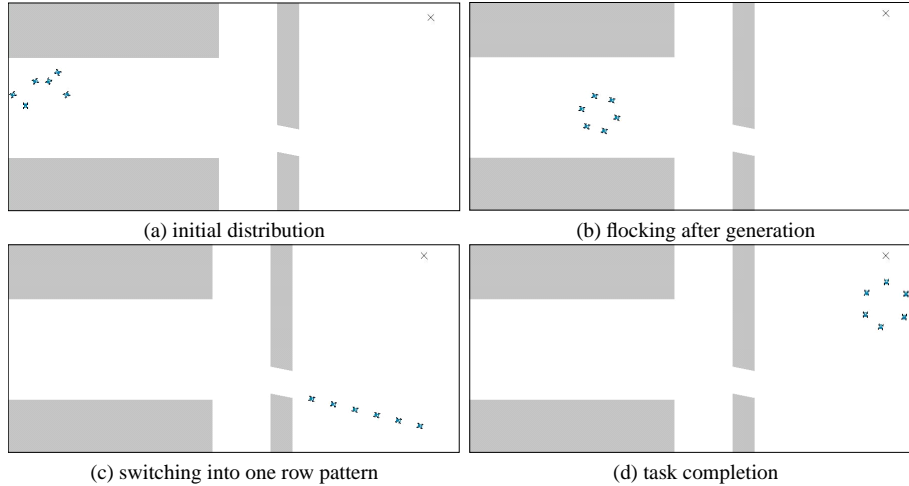 (a) initial distribution
(b) flocking after generation
(c) switching into one row pattern
(d) task completion